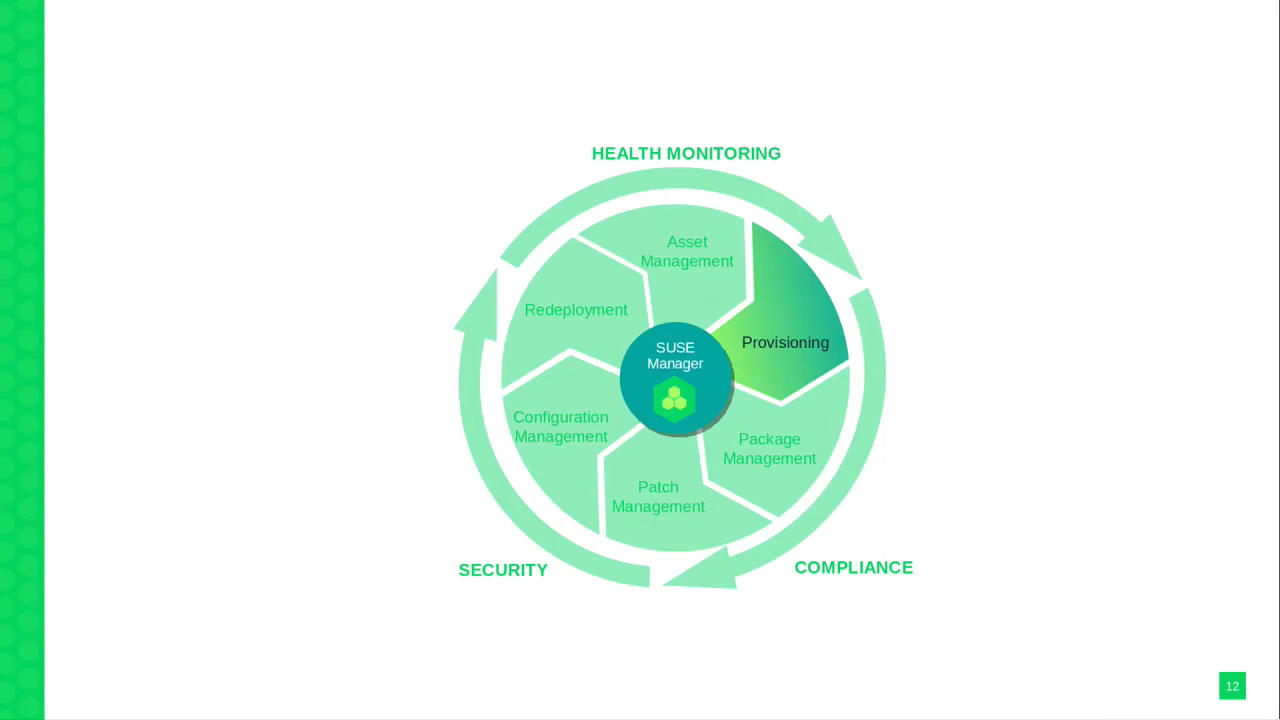 HEALTH MONITORING
Asset
Management
Redeployment
Provisioning
SUSE
Manager
Configuration
Management
Package
Management
Patch
Management
SECURITY
COMPLIANCE
12